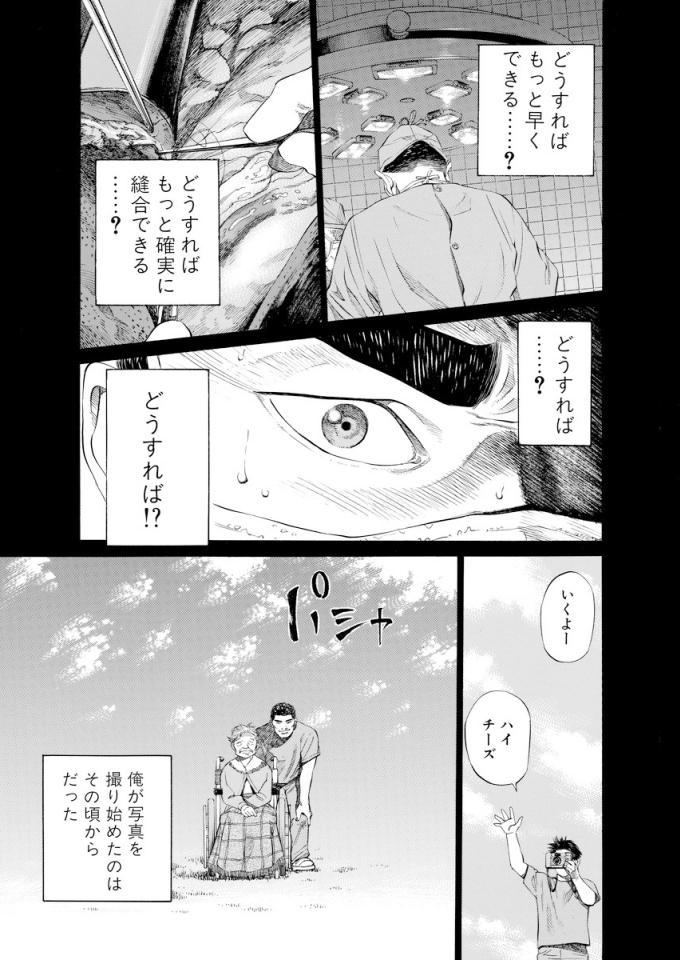 どうすれば
もっと早く
できる……?
どうすれば
もっと確実に
縫合できる
……?
どうすれば
……?
どうすれば!?
いくよー
ハイ
チーズ
パシャ
俺が写真を
撮り始めたのは
その頃から
だった